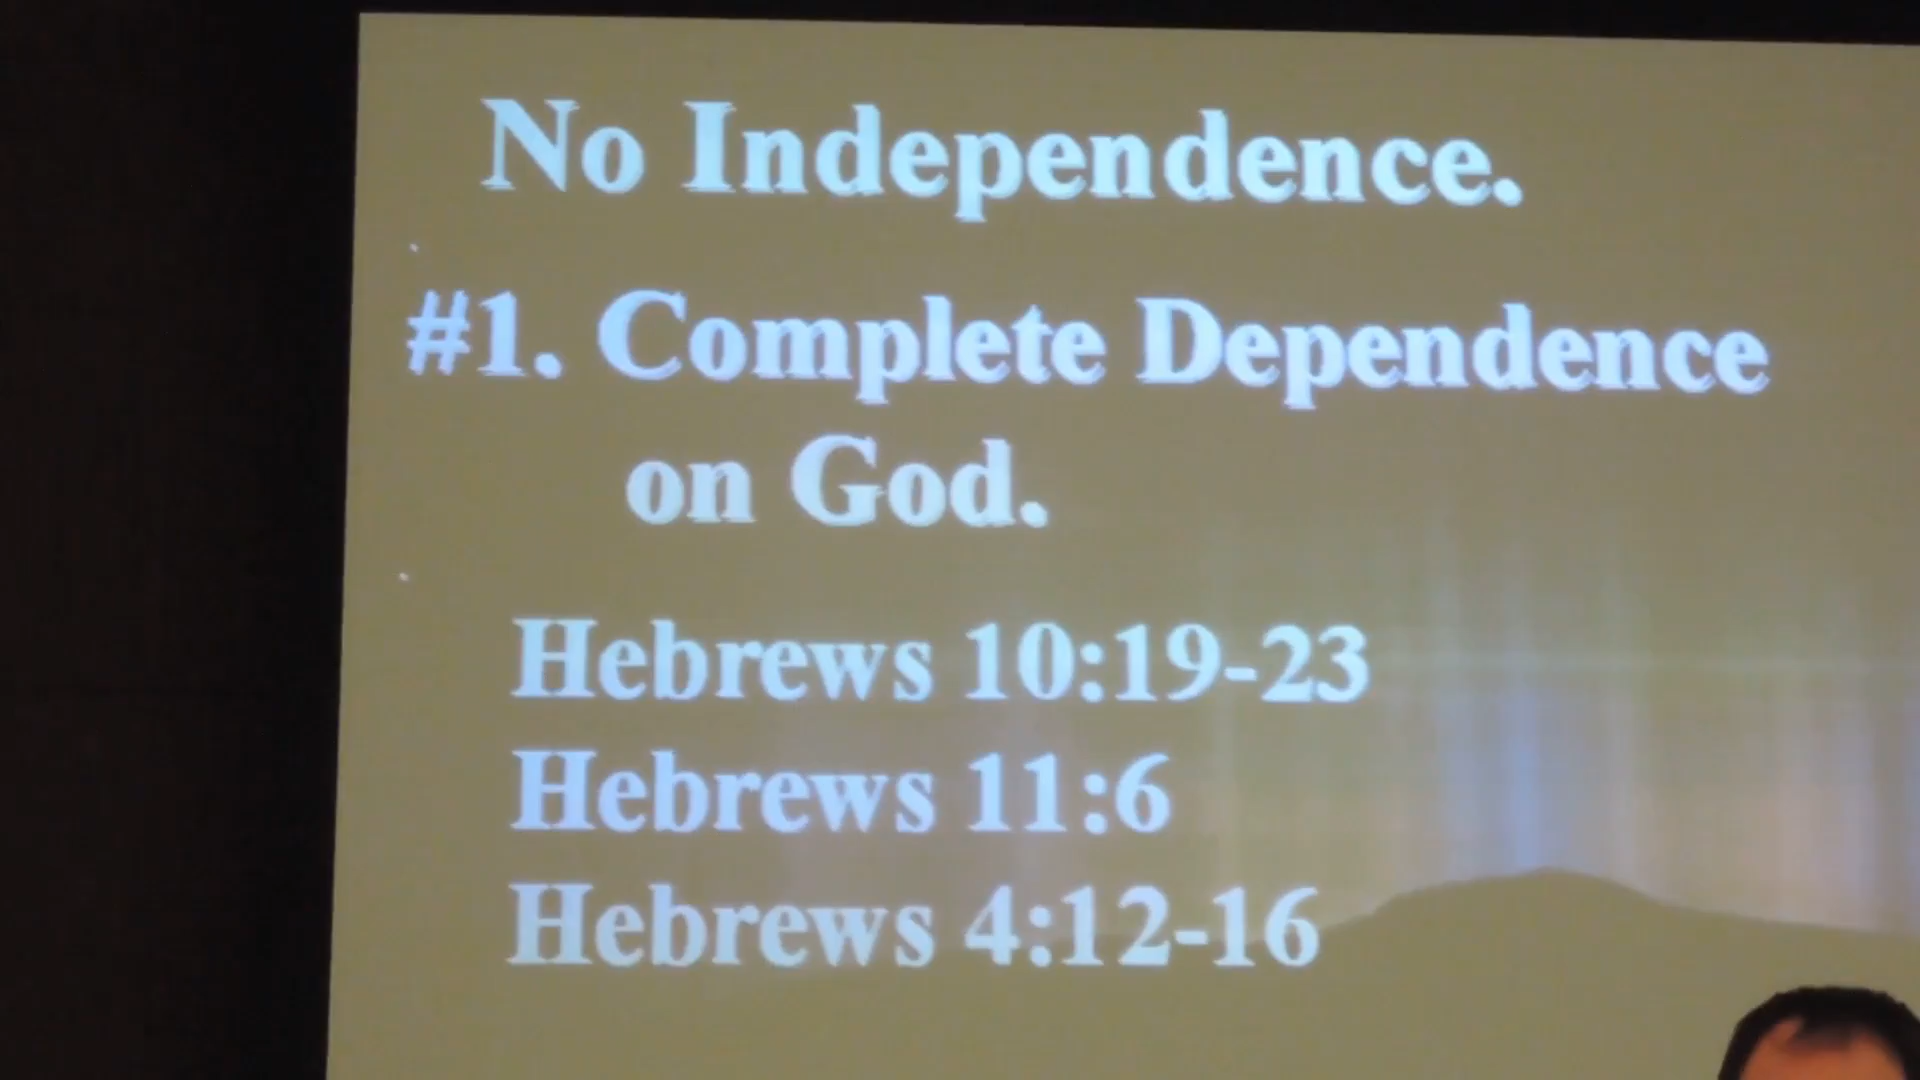 No Independence.
#1. Complete Dependence
on God.
Hebrews 10:19-23
Hebrews 11:6
Hebrews 4:12-16